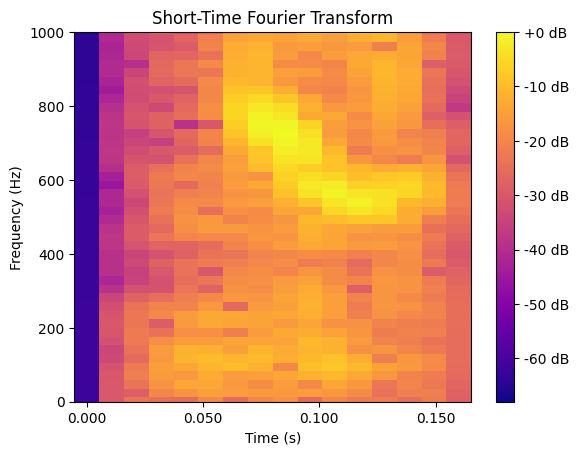 Short-Time Fourier Transform
Frequency (Hz)
1000
800
600
400
200
0
0.000
0.050
0.100
0.150
Time (s)
+0 dB
-10 dB
-20 dB
-30 dB
-40 dB
-50 dB
-60 dB